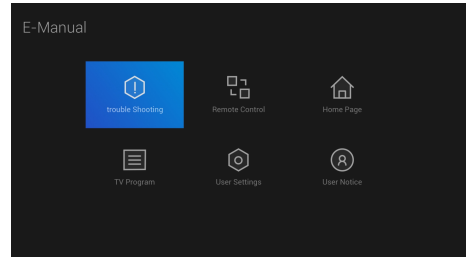 E-Manual
trouble Shooting
Remote Control
Home Page
TV Program
User Settings
User Notice